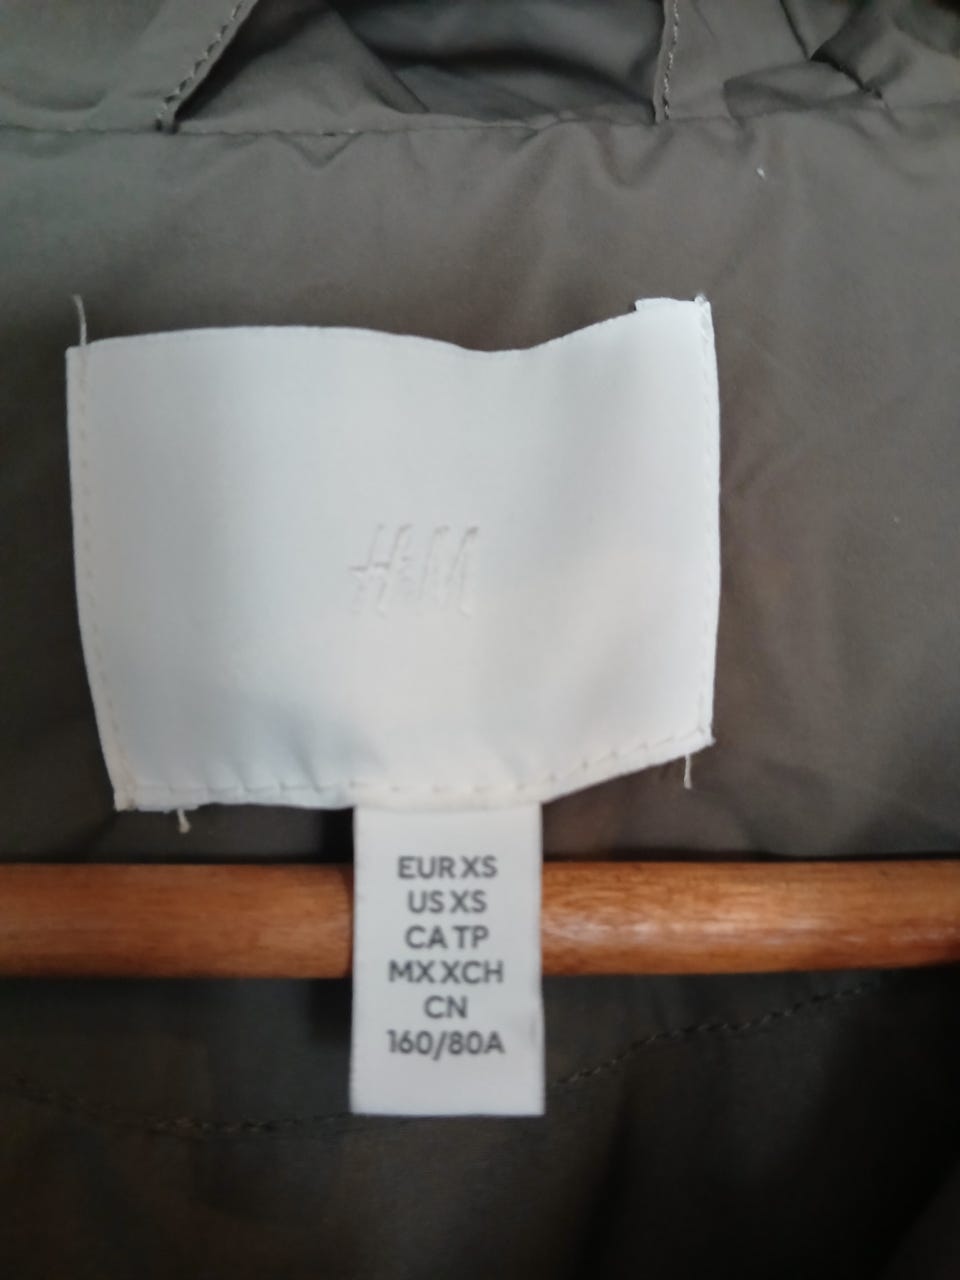 H&M
EUR XS
US XS
CA TP
MX XCH
CN
160/80A